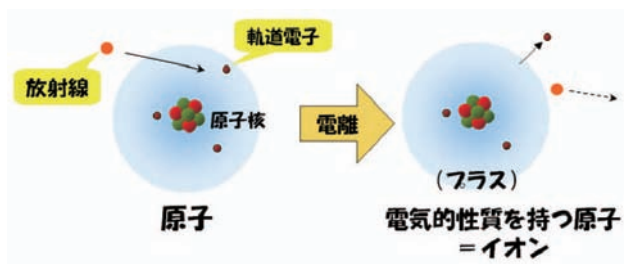 放射線
軌道電子
原子核
原子
電離
(プラス)
電気的性質を持つ原子
=イオン